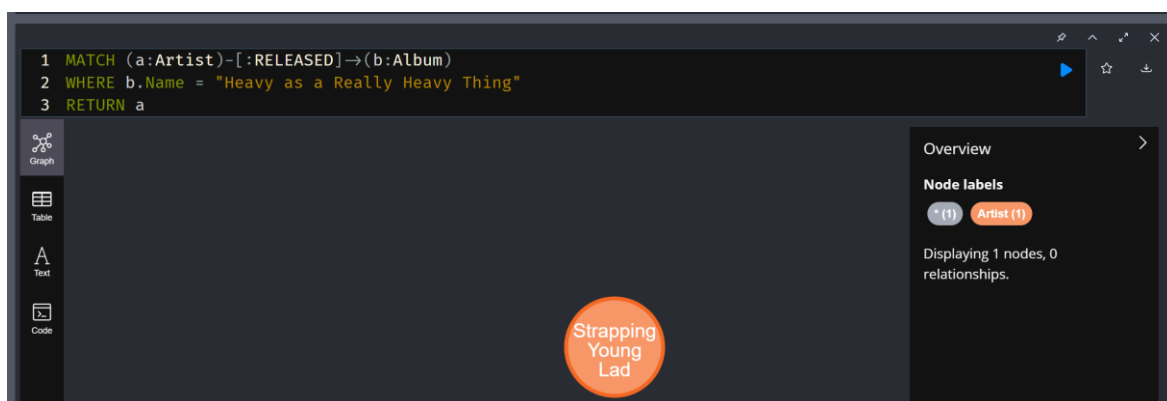 1 MATCH (a:Artist)-[:RELEASED]→(b:Album)
2 WHERE b.Name = "Heavy as a Really Heavy Thing"
3 RETURN a
Graph
Table
A
Text
Code
Overview
Node labels
* (1) Artist (1)
Displaying 1 nodes, 0
relationships.
Strapping
Young
Lad